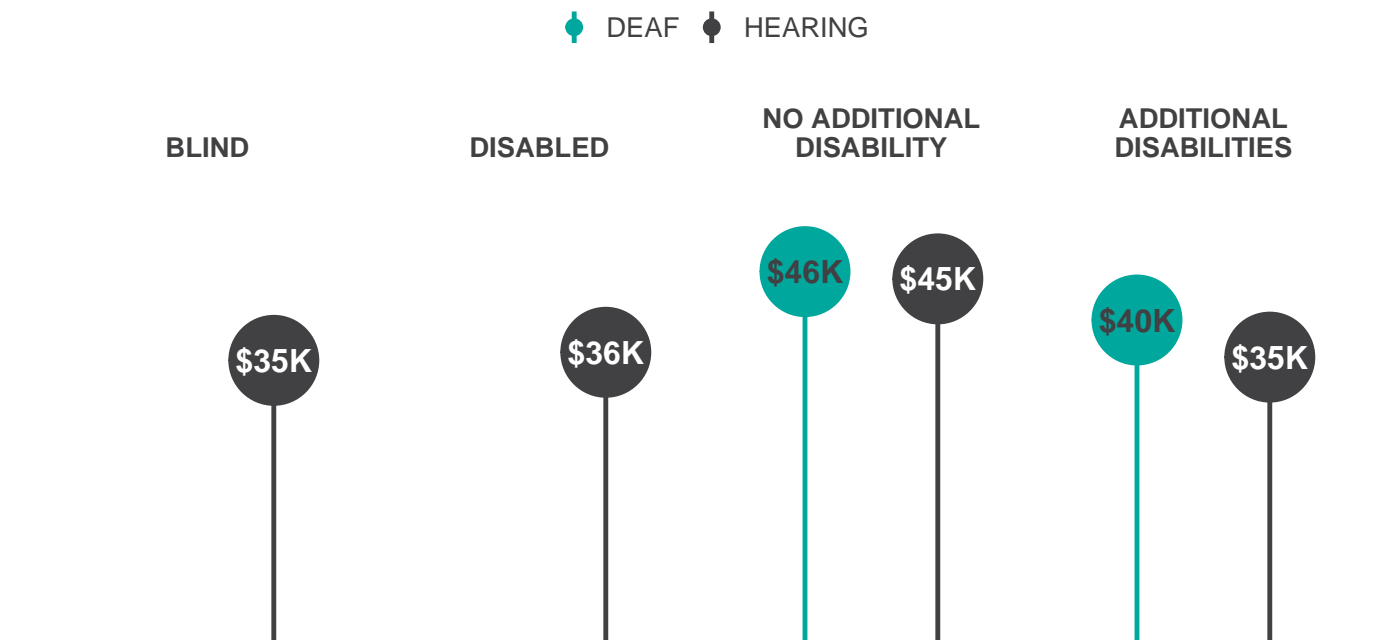 DEAF HEARING
BLIND
DISABLED
NO ADDITIONAL
DISABILITY
ADDITIONAL
DISABILITIES
$35K
$36K
$46K
$45K
$40K
$35K